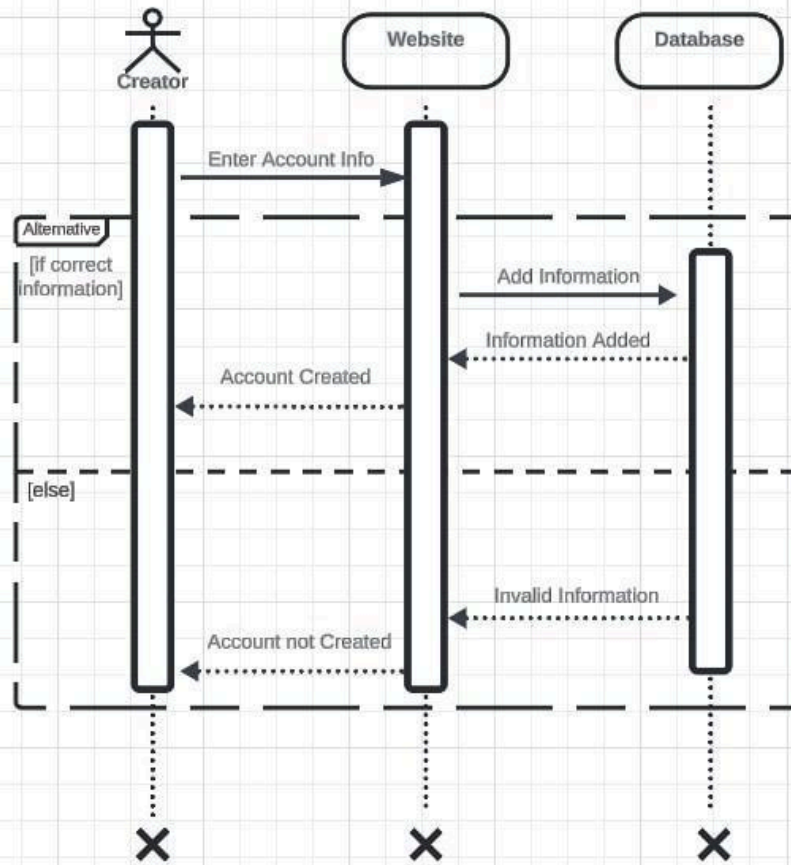 Creator
Website
Database
Enter Account Info
Alternative
[if correct
information]
Add Information
Information Added
Account Created
[else]
Invalid Information
Account not Created